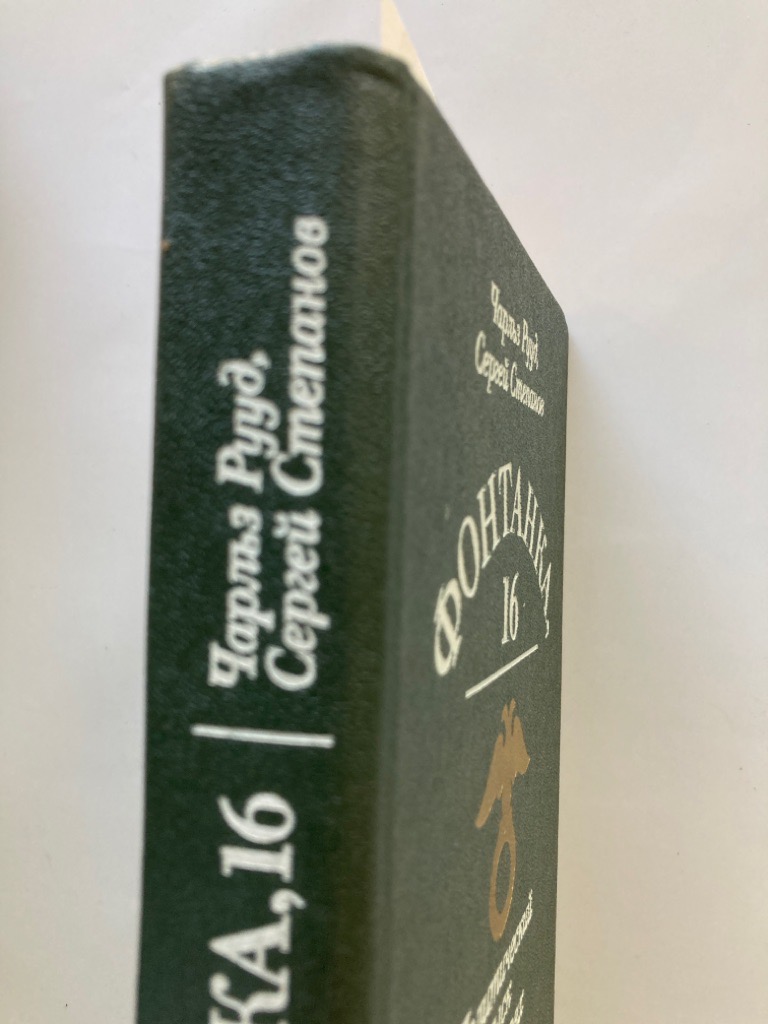 Чарльз Рууд,
Сергей Степанов
КА, 16
Чарльз Рууд
Сергей Степанов
ФОНТАНКА,
16